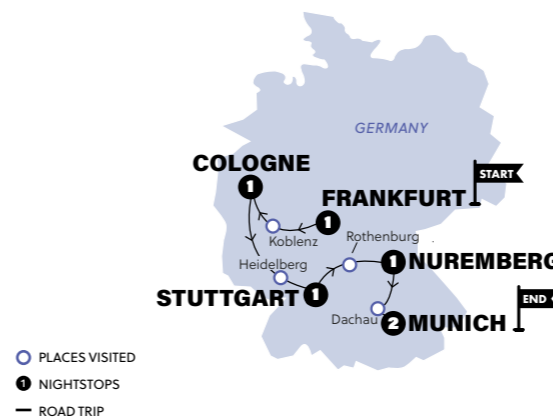 GERMANY
COLOGNE
1
START
FRANKFURT
1
Koblenz
Rothenburg
Heidelberg
1
NUREMBERG
STUTTGART
1
END
Dachau
2
MUNICH
PLACES VISITED
1 NIGHTSTOPS
ROAD TRIP